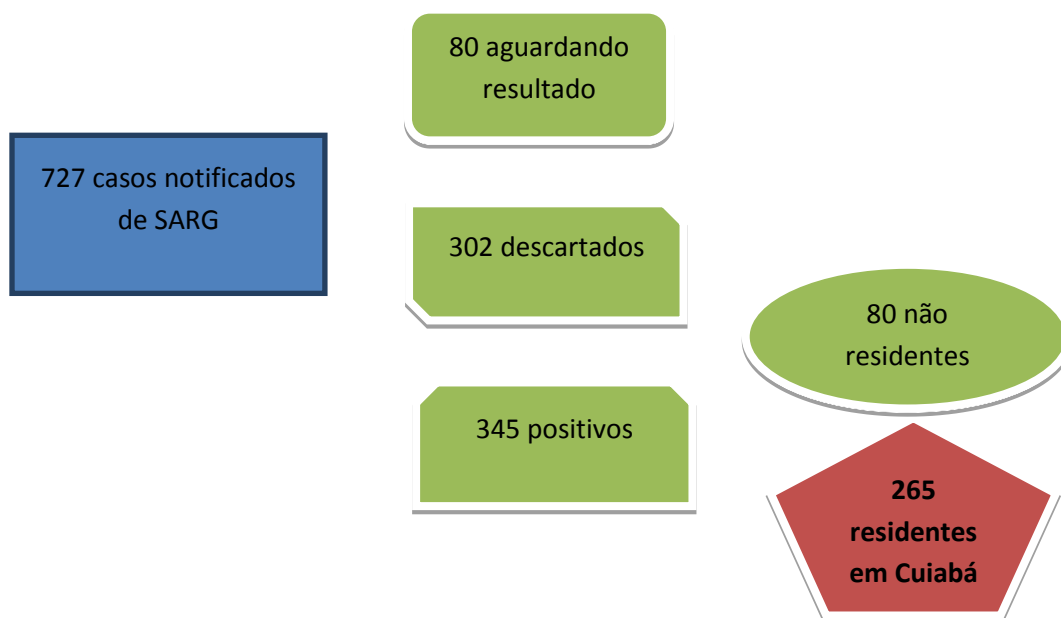 727 casos notificados
de SARG
80 aguardando
resultado
302 descartados
345 positivos
80 não
residentes
265
residentes
em Cuiabá